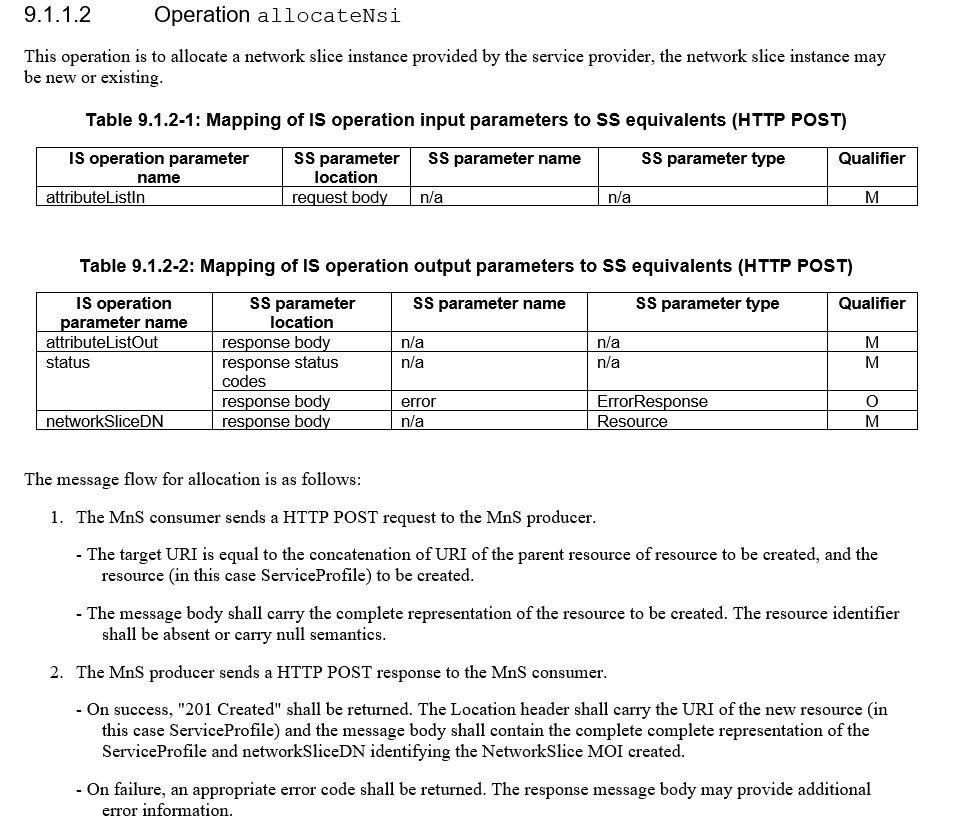 9.1.1.2 Operation allocateNsi
This operation is to allocate a network slice instance provided by the service provider, the network slice instance may
be new or existing.
Table 9.1.2-1: Mapping of IS operation input parameters to SS equivalents (HTTP POST)
IS operation parameter name SS parameter location SS parameter name SS parameter type Qualifier
attributeListIn request body n/a n/a M
Table 9.1.2-2: Mapping of IS operation output parameters to SS equivalents (HTTP POST)
IS operation parameter name SS parameter location SS parameter name SS parameter type Qualifier
attributeListOut response body n/a n/a M
status response status codes n/a n/a M
response body error ErrorResponse O
networkSliceDN response body n/a Resource M
The message flow for allocation is as follows:
1. The MnS consumer sends a HTTP POST request to the MnS producer.
- The target URI is equal to the concatenation of URI of the parent resource of resource to be created, and the
resource (in this case ServiceProfile) to be created.
- The message body shall carry the complete representation of the resource to be created. The resource identifier
shall be absent or carry null semantics.
2. The MnS producer sends a HTTP POST response to the MnS consumer.
- On success, "201 Created" shall be returned. The Location header shall carry the URI of the new resource (in
this case ServiceProfile) and the message body shall contain the complete complete representation of the
ServiceProfile and networkSliceDN identifying the NetworkSlice MOI created.
- On failure, an appropriate error code shall be returned. The response message body may provide additional
error information.